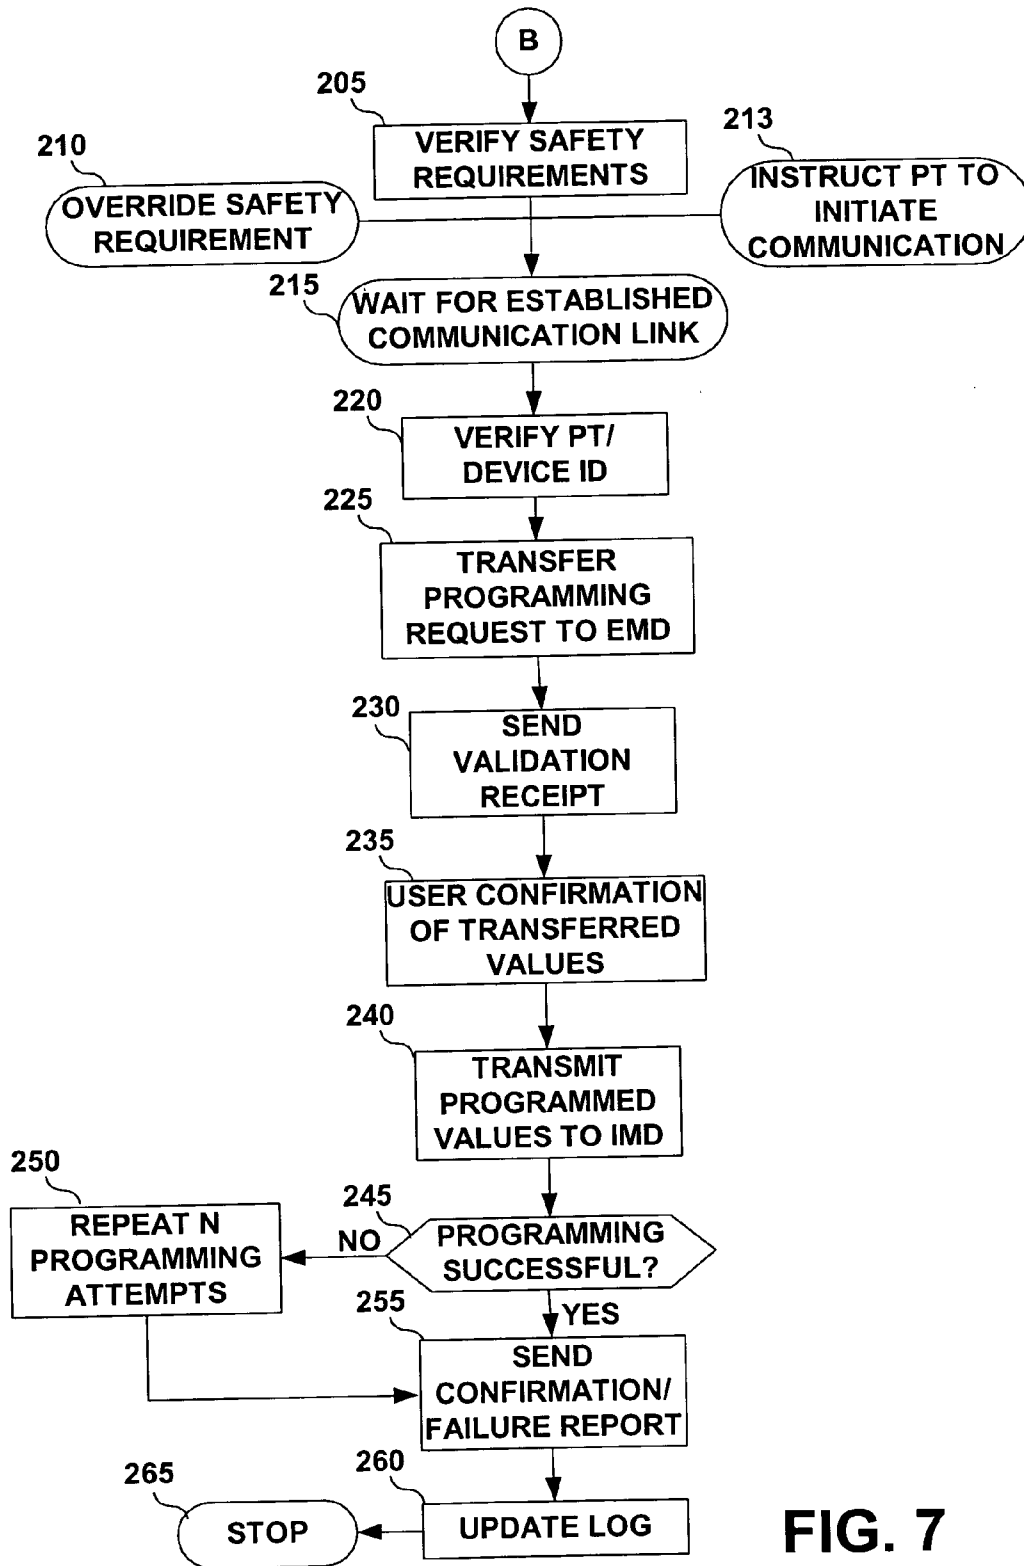 B
205
VERIFY SAFETY
REQUIREMENTS
210
OVERRIDE SAFETY
REQUIREMENT
213
INSTRUCT PT TO
INITIATE
COMMUNICATION
215
WAIT FOR ESTABLISHED
COMMUNICATION LINK
220
VERIFY PT/
DEVICE ID
225
TRANSFER
PROGRAMMING
REQUEST TO EMD
230
SEND
VALIDATION
RECEIPT
235
USER CONFIRMATION
OF TRANSFERRED
VALUES
240
TRANSMIT
PROGRAMMED
VALUES TO IMD
245
PROGRAMMING
SUCCESSFUL?
NO
250
REPEAT N
PROGRAMMING
ATTEMPTS
YES
255
SEND
CONFIRMATION/
FAILURE REPORT
260
UPDATE LOG
265
STOP
FIG. 7